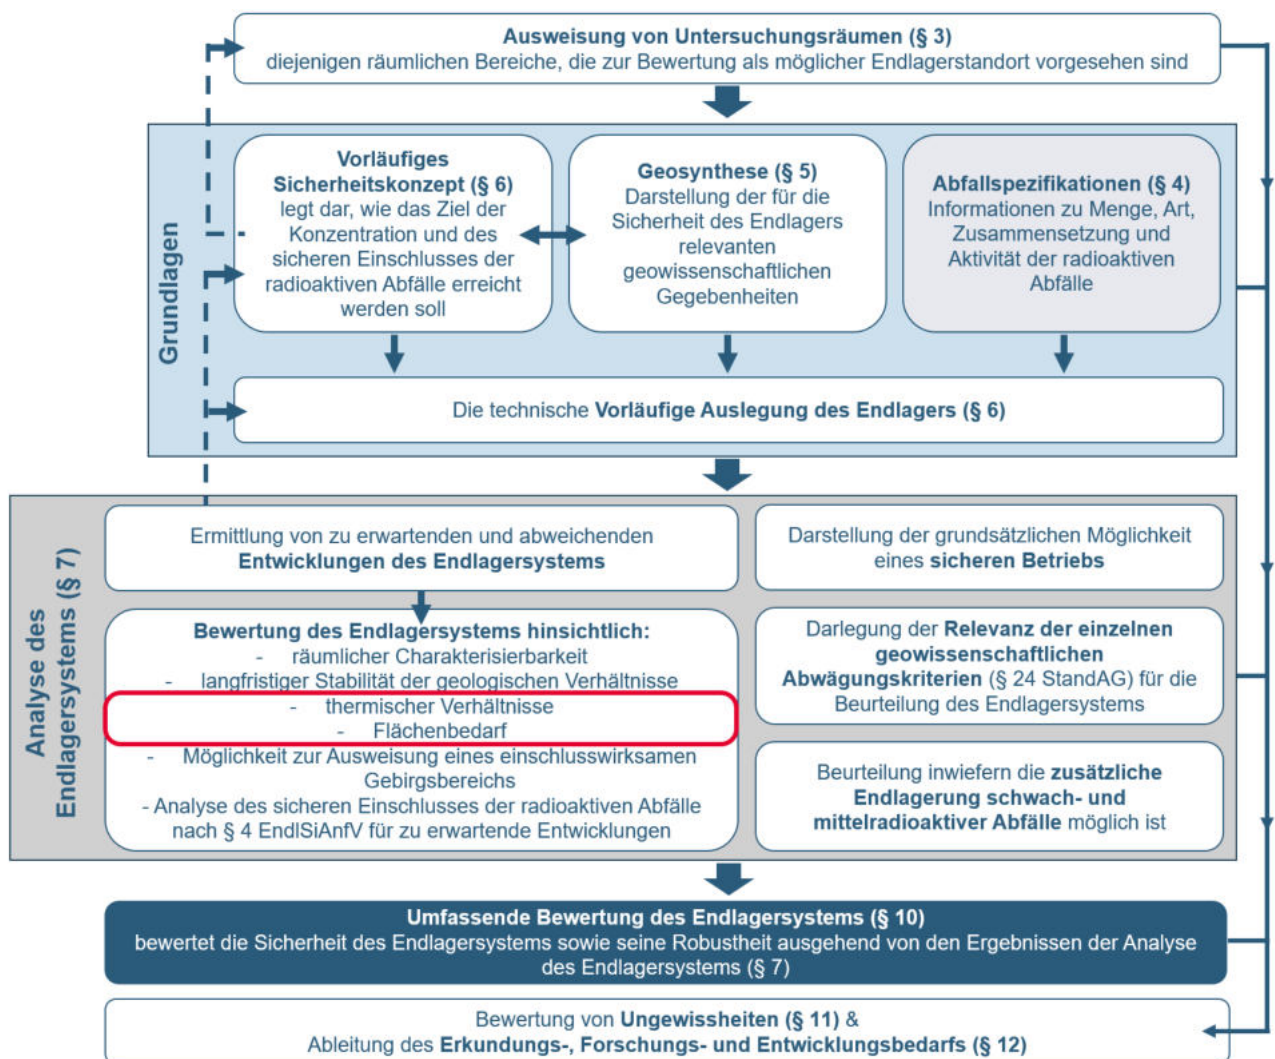 Ausweisung von Untersuchungsräumen (§ 3)
diejenigen räumlichen Bereiche, die zur Bewertung als möglicher Endlagerstandort vorgesehen sind
Grundlagen
Vorläufiges
Sicherheitskonzept (§ 6)
legt dar, wie das Ziel der
Konzentration und des
sicheren Einschlusses der
radioaktiven Abfälle erreicht
werden soll
Geosynthese (§ 5)
Darstellung der für die
Sicherheit des Endlagers
relevanten
geowissenschaftlichen
Gegebenheiten
Abfallspezifikationen (§ 4)
Informationen zu Menge, Art,
Zusammensetzung und
Aktivität der radioaktiven
Abfälle
Die technische Vorläufige Auslegung des Endlagers (§ 6)
Analyse des
Endlagersystems (§ 7)
Ermittlung von zu erwartenden und abweichenden
Entwicklungen des Endlagersystems
Bewertung des Endlagersystems hinsichtlich:
- räumlicher Charakterisierbarkeit
- langfristiger Stabilität der geologischen Verhältnisse
- thermischer Verhältnisse
- Flächenbedarf
- Möglichkeit zur Ausweisung eines einschlusswirksamen
Gebirgsbereichs
- Analyse des sicheren Einschlusses der radioaktiven Abfälle
nach § 4 EndlSiAnfV für zu erwartende Entwicklungen
Darstellung der grundsätzlichen Möglichkeit
eines sicheren Betriebs
Darlegung der Relevanz der einzelnen
geowissenschaftlichen
Abwägungskriterien (§ 24 StandAG) für die
Beurteilung des Endlagersystems
Beurteilung inwiefern die zusätzliche
Endlagerung schwach- und
mittelradioaktiver Abfälle möglich ist
Umfassende Bewertung des Endlagersystems (§ 10)
bewertet die Sicherheit des Endlagersystems sowie seine Robustheit ausgehend von den Ergebnissen der Analyse
des Endlagersystems (§ 7)
Bewertung von Ungewissheiten (§ 11) &
Ableitung des Erkundungs-, Forschungs- und Entwicklungsbedarfs (§ 12)